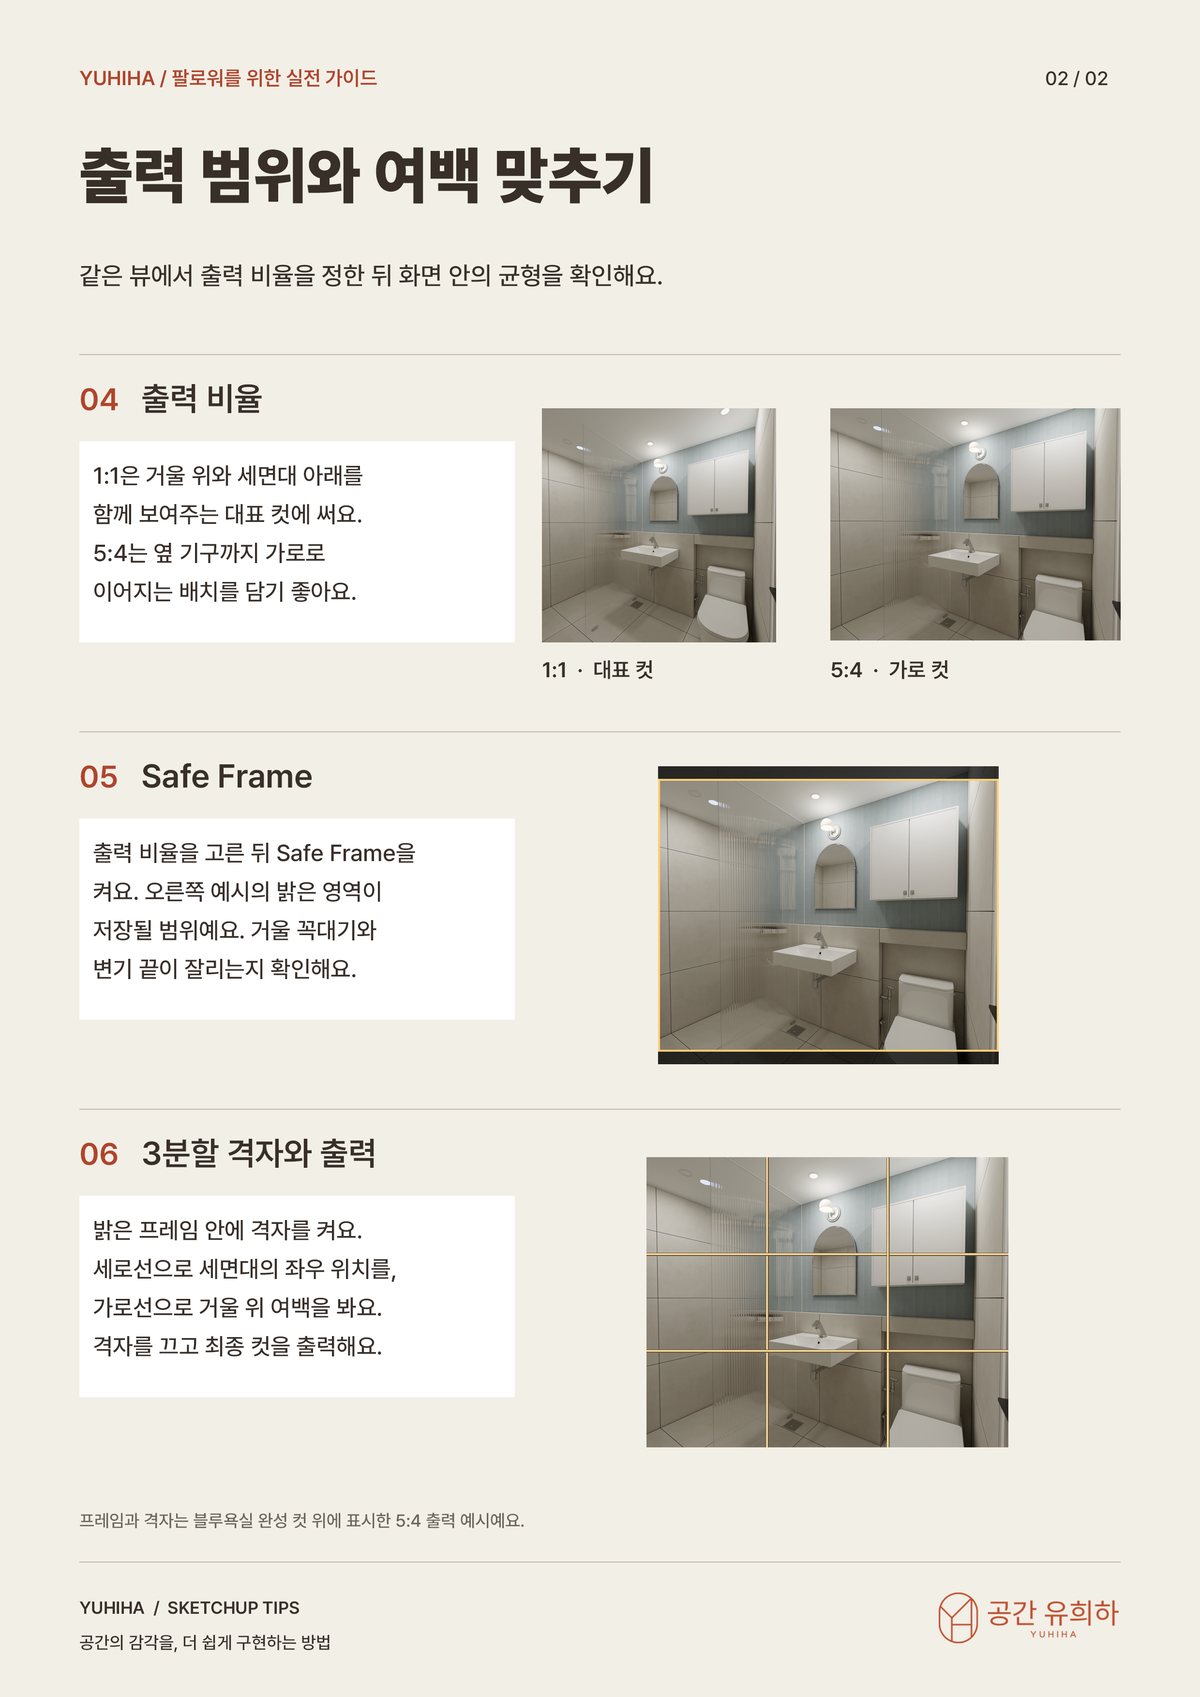 YUHIHA / 팔로워를 위한 실전 가이드
02 / 02
출력 범위와 여백 맞추기
같은 뷰에서 출력 비율을 정한 뒤 화면 안의 균형을 확인해요.
04 출력 비율
1:1은 거울 위와 세면대 아래를
함께 보여주는 대표 컷에 써요.
5:4는 옆 기구까지 가로로
이어지는 배치를 담기 좋아요.
1:1 · 대표 컷
5:4 · 가로 컷
05 Safe Frame
출력 비율을 고른 뒤 Safe Frame을
켜요. 오른쪽 예시의 밝은 영역이
저장될 범위예요. 거울 꼭대기와
변기 끝이 잘리는지 확인해요.
06 3분할 격자와 출력
밝은 프레임 안에 격자를 켜요.
세로선으로 세면대의 좌우 위치를,
가로선으로 거울 위 여백을 봐요.
격자를 끄고 최종 컷을 출력해요.
프레임과 격자는 블루욕실 완성 컷 위에 표시한 5:4 출력 예시예요.
YUHIHA / SKETCHUP TIPS
공간의 감각을, 더 쉽게 구현하는 방법
공간 유희하
YUHIHA